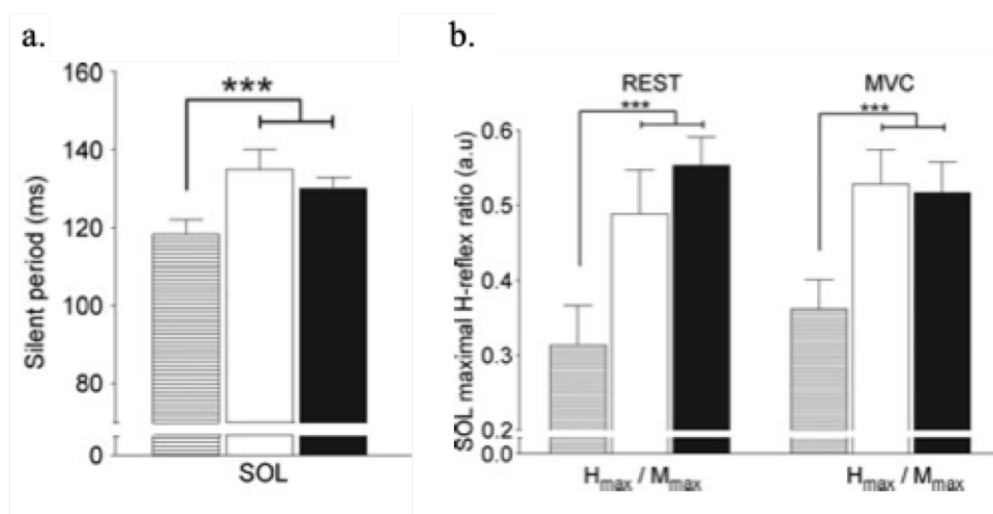 a.
160
***
140
120
100
80
0
Silent period (ms)
SOL
b.
REST
MVC
***
***
0.6
0.5
0.4
0.3
0.2
0.0
SOL maximal H-reflex ratio (a.u)
Hmax / Mmax
Hmax / Mmax